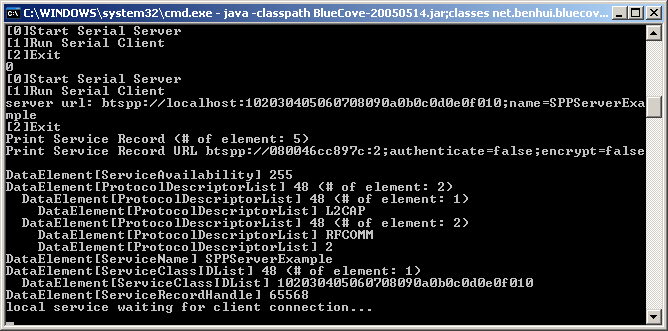 C:\WINDOWS\system32\cmd.exe - java -classpath BlueCove-20050514.jar;classes net.benhui.bluecov...
[0]Start Serial Server
[1]Run Serial Client
[2]Exit
0
[0]Start Serial Server
[1]Run Serial Client
server url: btspp://localhost:102030405060708090a0b0c0d0e0f010;name=SPPServerExa
mple
[2]Exit
Print Service Record (# of element: 5)
Print Service Record URL btspp://080046cc897c:2;authenticate=false;encrypt=false
DataElement[ServiceAvailability] 255
DataElement[ProtocolDescriptorList] 48 (# of element: 2)
  DataElement[ProtocolDescriptorList] 48 (# of element: 1)
    DataElement[ProtocolDescriptorList] L2CAP
  DataElement[ProtocolDescriptorList] 48 (# of element: 2)
    DataElement[ProtocolDescriptorList] RFCOMM
    DataElement[ProtocolDescriptorList] 2
DataElement[ServiceName] SPPServerExample
DataElement[ServiceClassIDList] 48 (# of element: 1)
  DataElement[ServiceClassIDList] 102030405060708090a0b0c0d0e0f010
DataElement[ServiceRecordHandle] 65568
local service waiting for client connection...